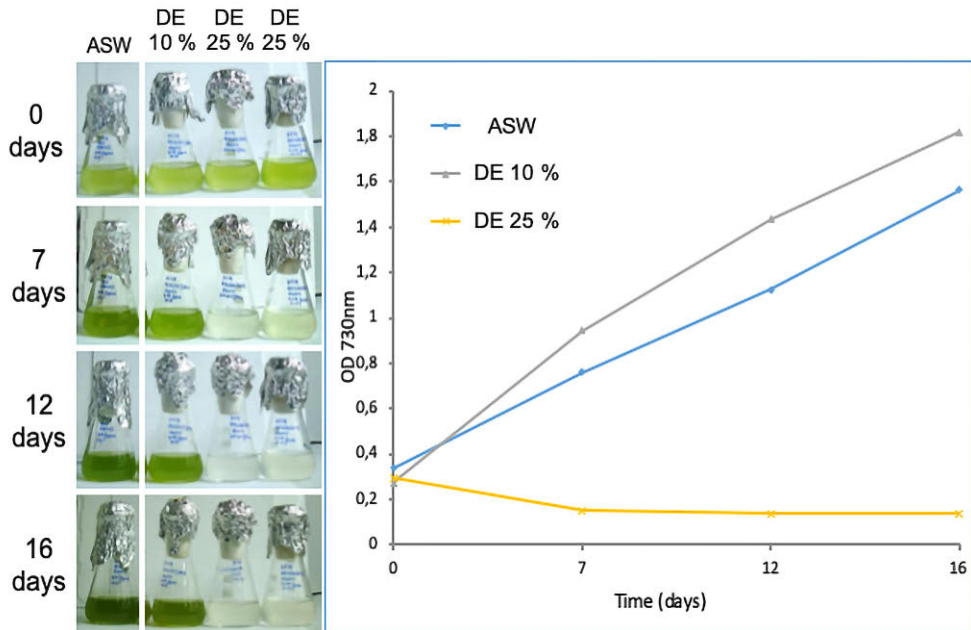 DE DE DE
ASW 10 % 25 % 25 %
0
days
7
days
12
days
16
days
2
1,8
1,6
1,4
1,2
1
0,8
0,6
0,4
0,2
0
OD 730nm
ASW
DE 10 %
DE 25 %
0 7 12 16
Time (days)